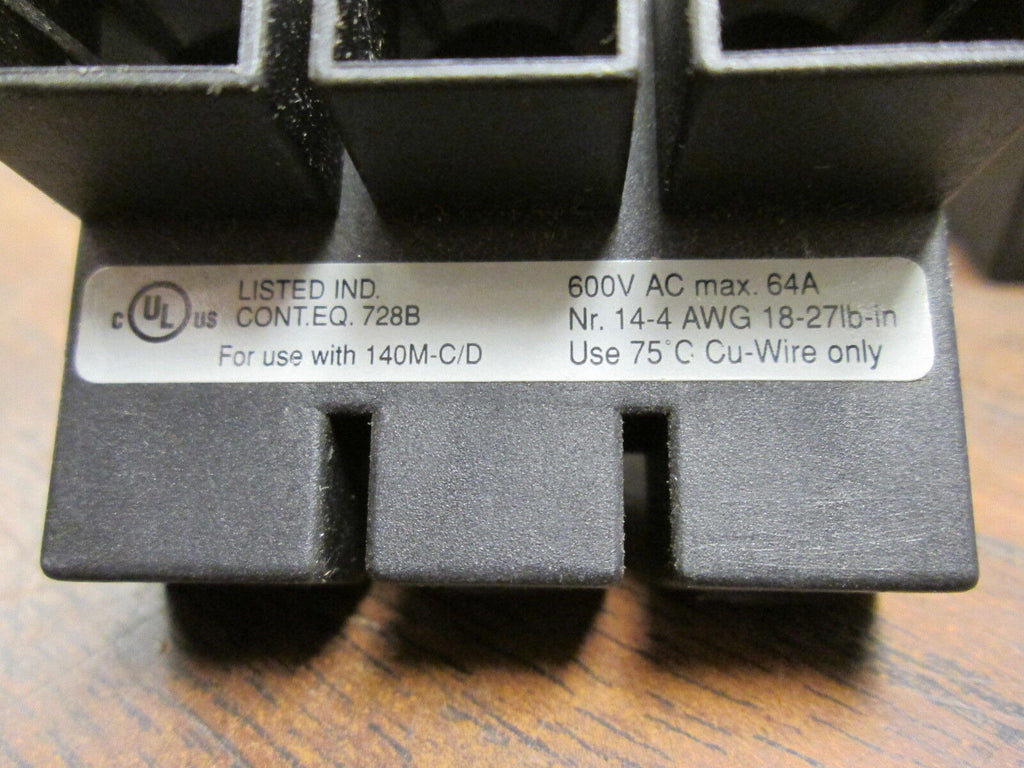 c UL us
LISTED IND.
CONT.EQ. 728B
For use with 140M-C/D
600V AC max. 64A
Nr. 14-4 AWG 18-27lb-in
Use 75°C Cu-Wire only